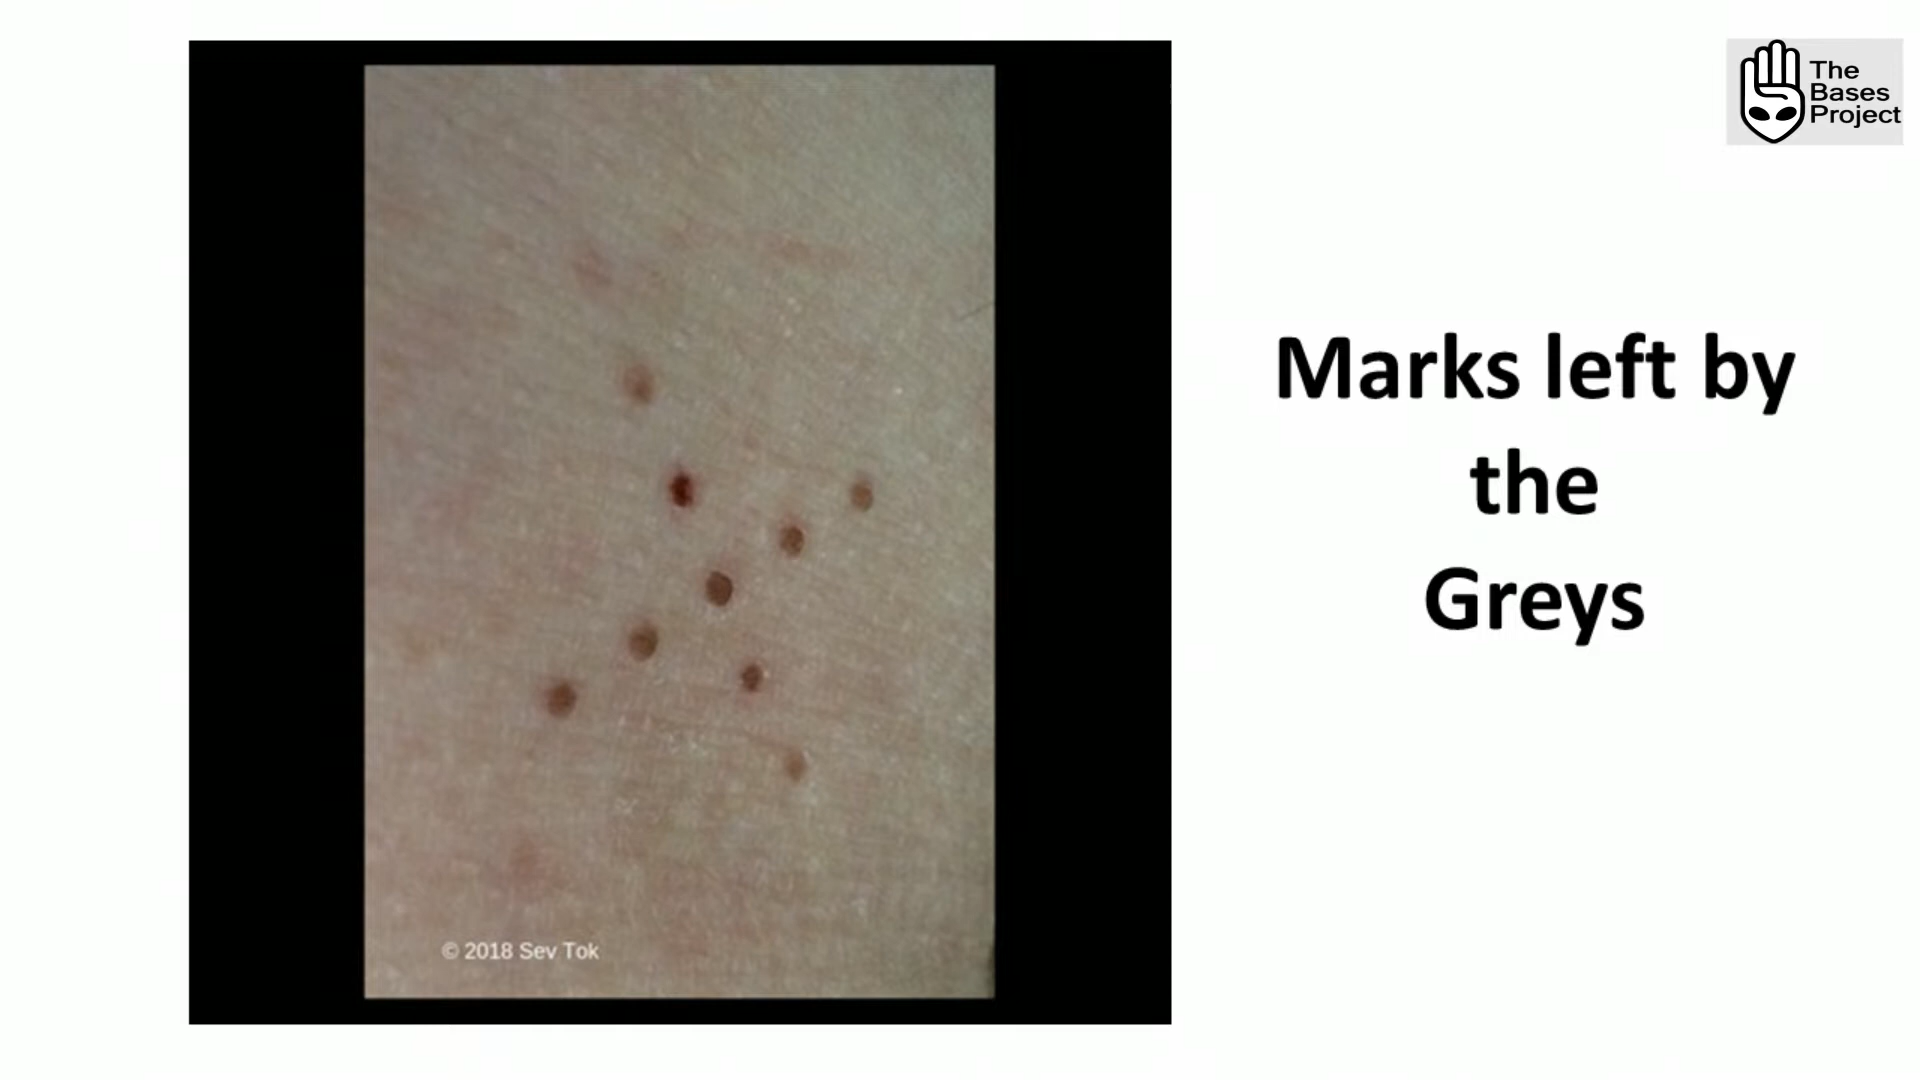 The
Bases
Project
Marks left by
the
Greys
© 2018 Sev Tok